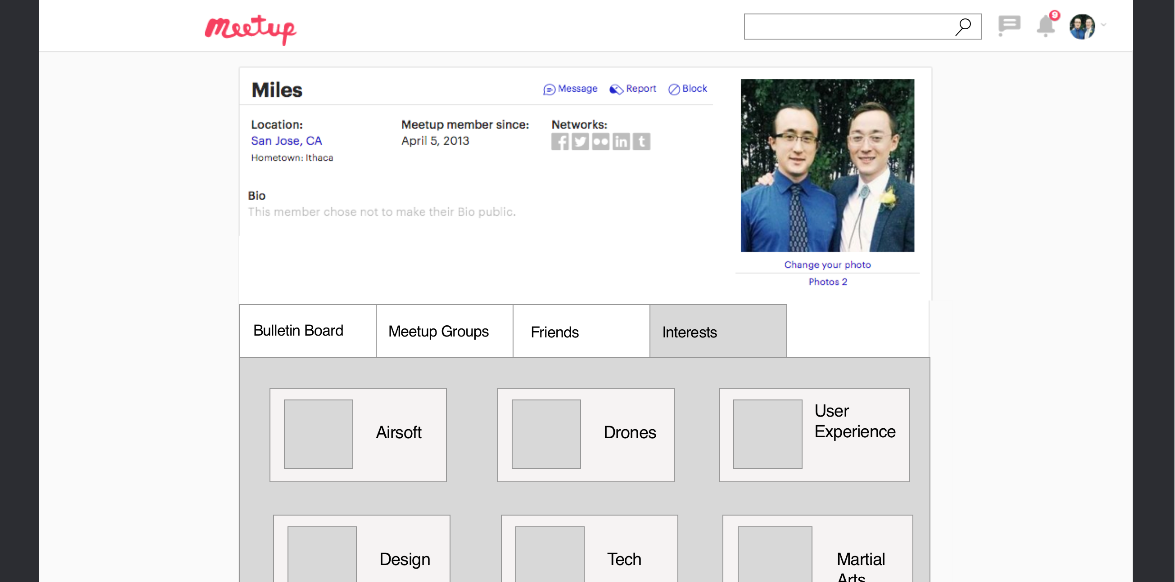 meetup
9
Miles
Message
Report
Block
Location:
San Jose, CA
Hometown: Ithaca
Meetup member since:
April 5, 2013
Networks:
f
in
t
Bio
This member chose not to make their Bio public.
Change your photo
Photos 2
Bulletin Board
Meetup Groups
Friends
Interests
Airsoft
Drones
User
Experience
Design
Tech
Martial
Arts